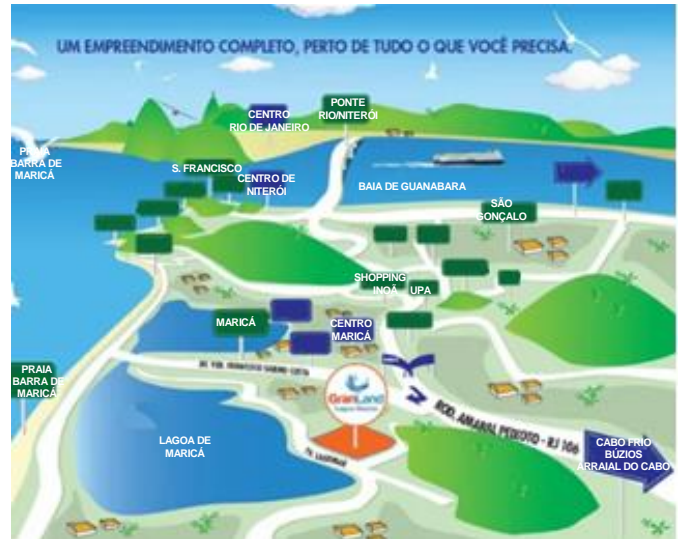 UM EMPREENDIMENTO COMPLETO, PERTO DE TUDO O QUE VOCÊ PRECISA.
PONTE
RIO/NITERÓI
CENTRO
RIO DE JANEIRO
PRAIA
BARRA DE
MARICÁ
S. FRANCISCO
CENTRO DE
NITERÓI
BAIA DE GUANABARA
SÃO
GONÇALO
SHOPPING
INOÃ
UPA
MARICÁ
CENTRO
MARICÁ
PRAIA
BARRA DE
MARICÁ
GranLand
LAGOA DE
MARICÁ
ROD. AMARAL PEIXOTO - RJ 106
CABO FRIO
BÚZIOS
ARRAIAL DO CABO